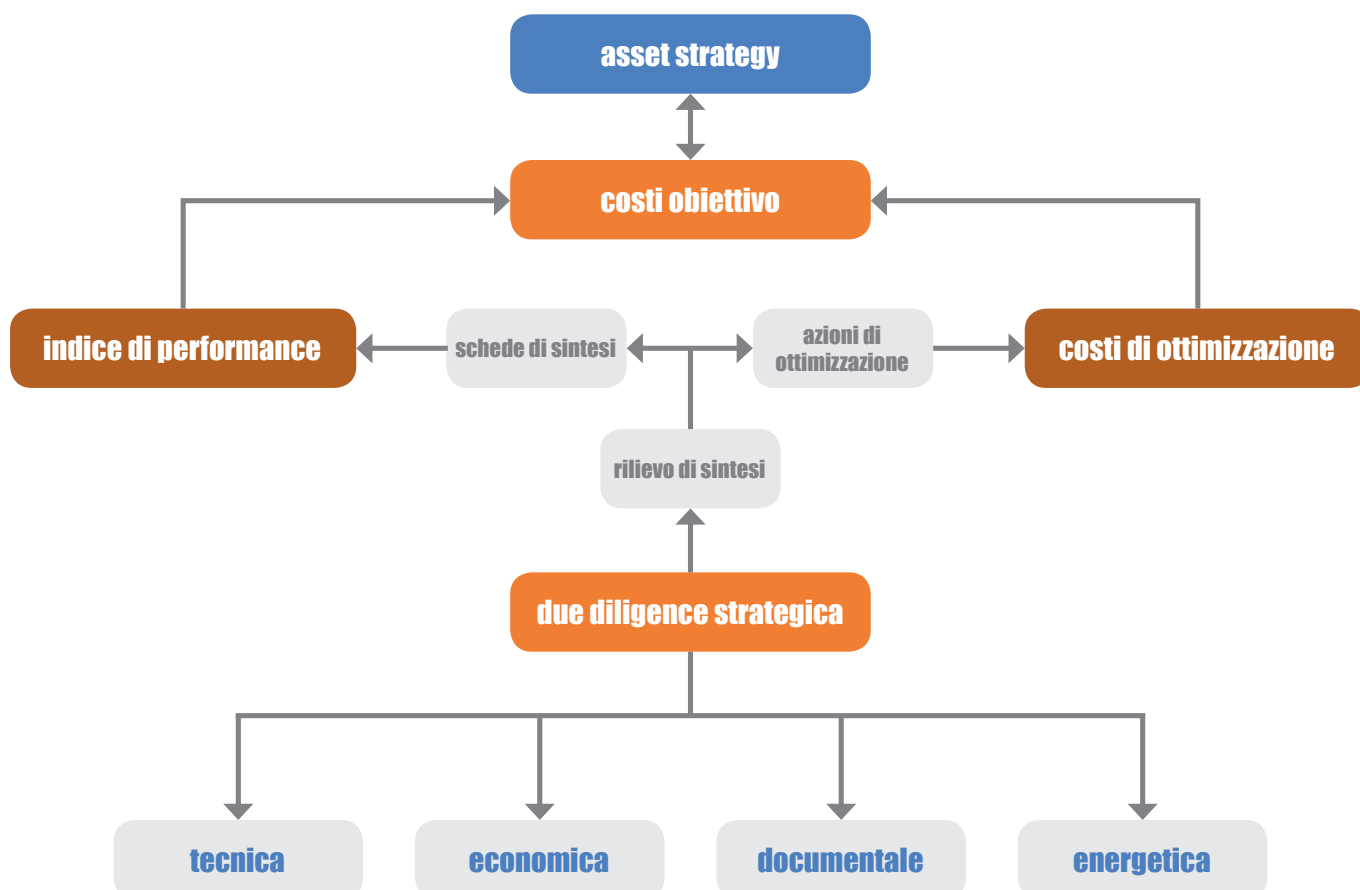 asset strategy
costi obiettivo
indice di performance
schede di sintesi
azioni di
ottimizzazione
costi di ottimizzazione
rilievo di sintesi
due diligence strategica
tecnica
economica
documentale
energetica